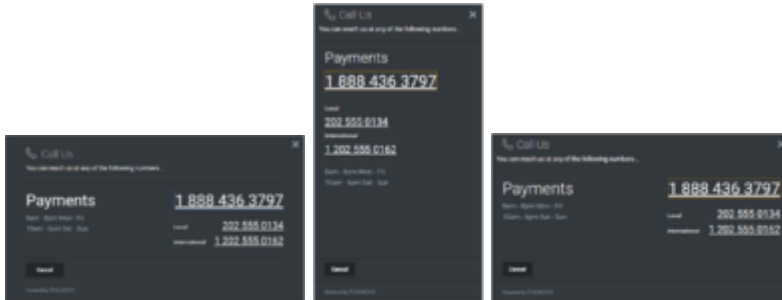 Call Us
You can reach us at any of the following numbers.
Payments
1 888 436 3797
8am - 8pm Mon - Fri
10am - 6pm Sat - Sun
Local 202 555 0134
International 1 202 555 0162
Cancel
Call Us
You can reach us at any of the following numbers.
Payments
1 888 436 3797
Local
202 555 0134
International
1 202 555 0162
8am - 8pm Mon - Fri
10am - 6pm Sat - Sun
Cancel
Call Us
You can reach us at any of the following numbers.
Payments
1 888 436 3797
8am - 8pm Mon - Fri
10am - 6pm Sat - Sun
Local 202 555 0134
International 1 202 555 0162
Cancel